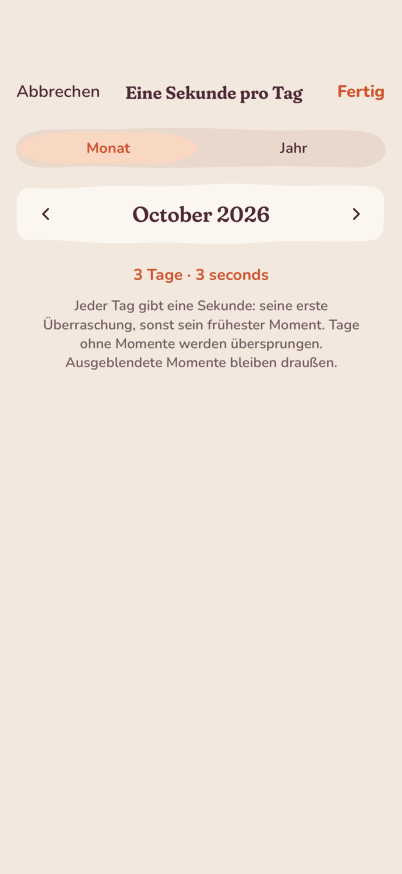 Abbrechen Eine Sekunde pro Tag Fertig
Monat Jahr
October 2026
3 Tage · 3 seconds
Jeder Tag gibt eine Sekunde: seine erste
Überraschung, sonst sein frühester Moment. Tage
ohne Momente werden übersprungen.
Ausgeblendete Momente bleiben draußen.